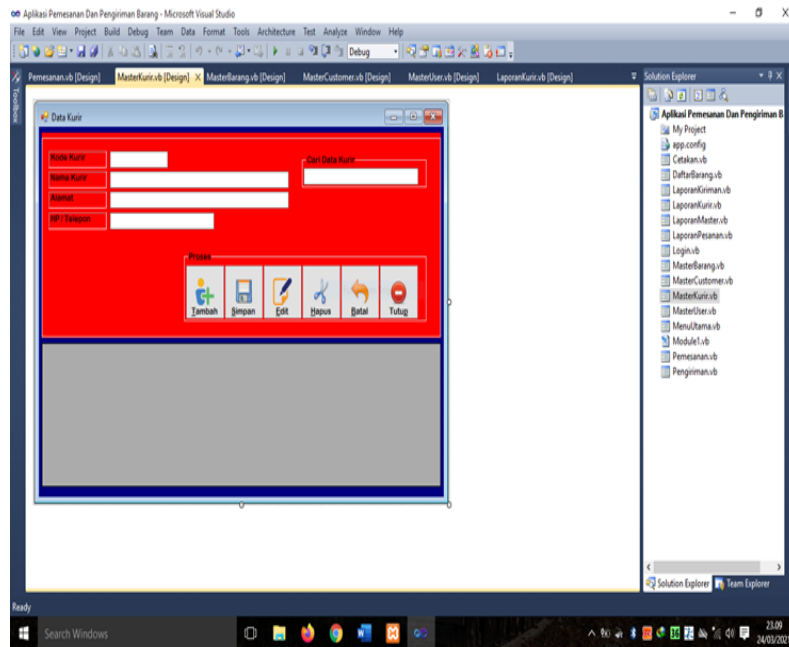 Aplikasi Pemesanan Dan Pengiriman Barang - Microsoft Visual Studio
File Edit View Project Build Debug Team Data Format Tools Architecture Test Analyze Window Help
Debug
Pemesanan.vb [Design] MasterKurir.vb [Design] MasterBarang.vb [Design] MasterCustomer.vb [Design] MasterUser.vb [Design] LaporanKurir.vb [Design]
Toolbox
Data Kurir
Kode Kurir
Nama Kurir
Alamat
HP / Telepon
Cari Data Kurir
Proses
Tambah Simpan Edit Hapus Batal Tutup
Solution Explorer
Aplikasi Pemesanan Dan Pengiriman B
My Project
app.config
Cetakan.vb
DaftarBarang.vb
LaporanKiriman.vb
LaporanKurir.vb
LaporanMaster.vb
LaporanPesanan.vb
Login.vb
MasterBarang.vb
MasterCustomer.vb
MasterKurir.vb
MasterUser.vb
MenuUtama.vb
Module1.vb
Pemesanan.vb
Pengiriman.vb
Solution Explorer Team Explorer
Ready
Search Windows
23.09
24/03/202